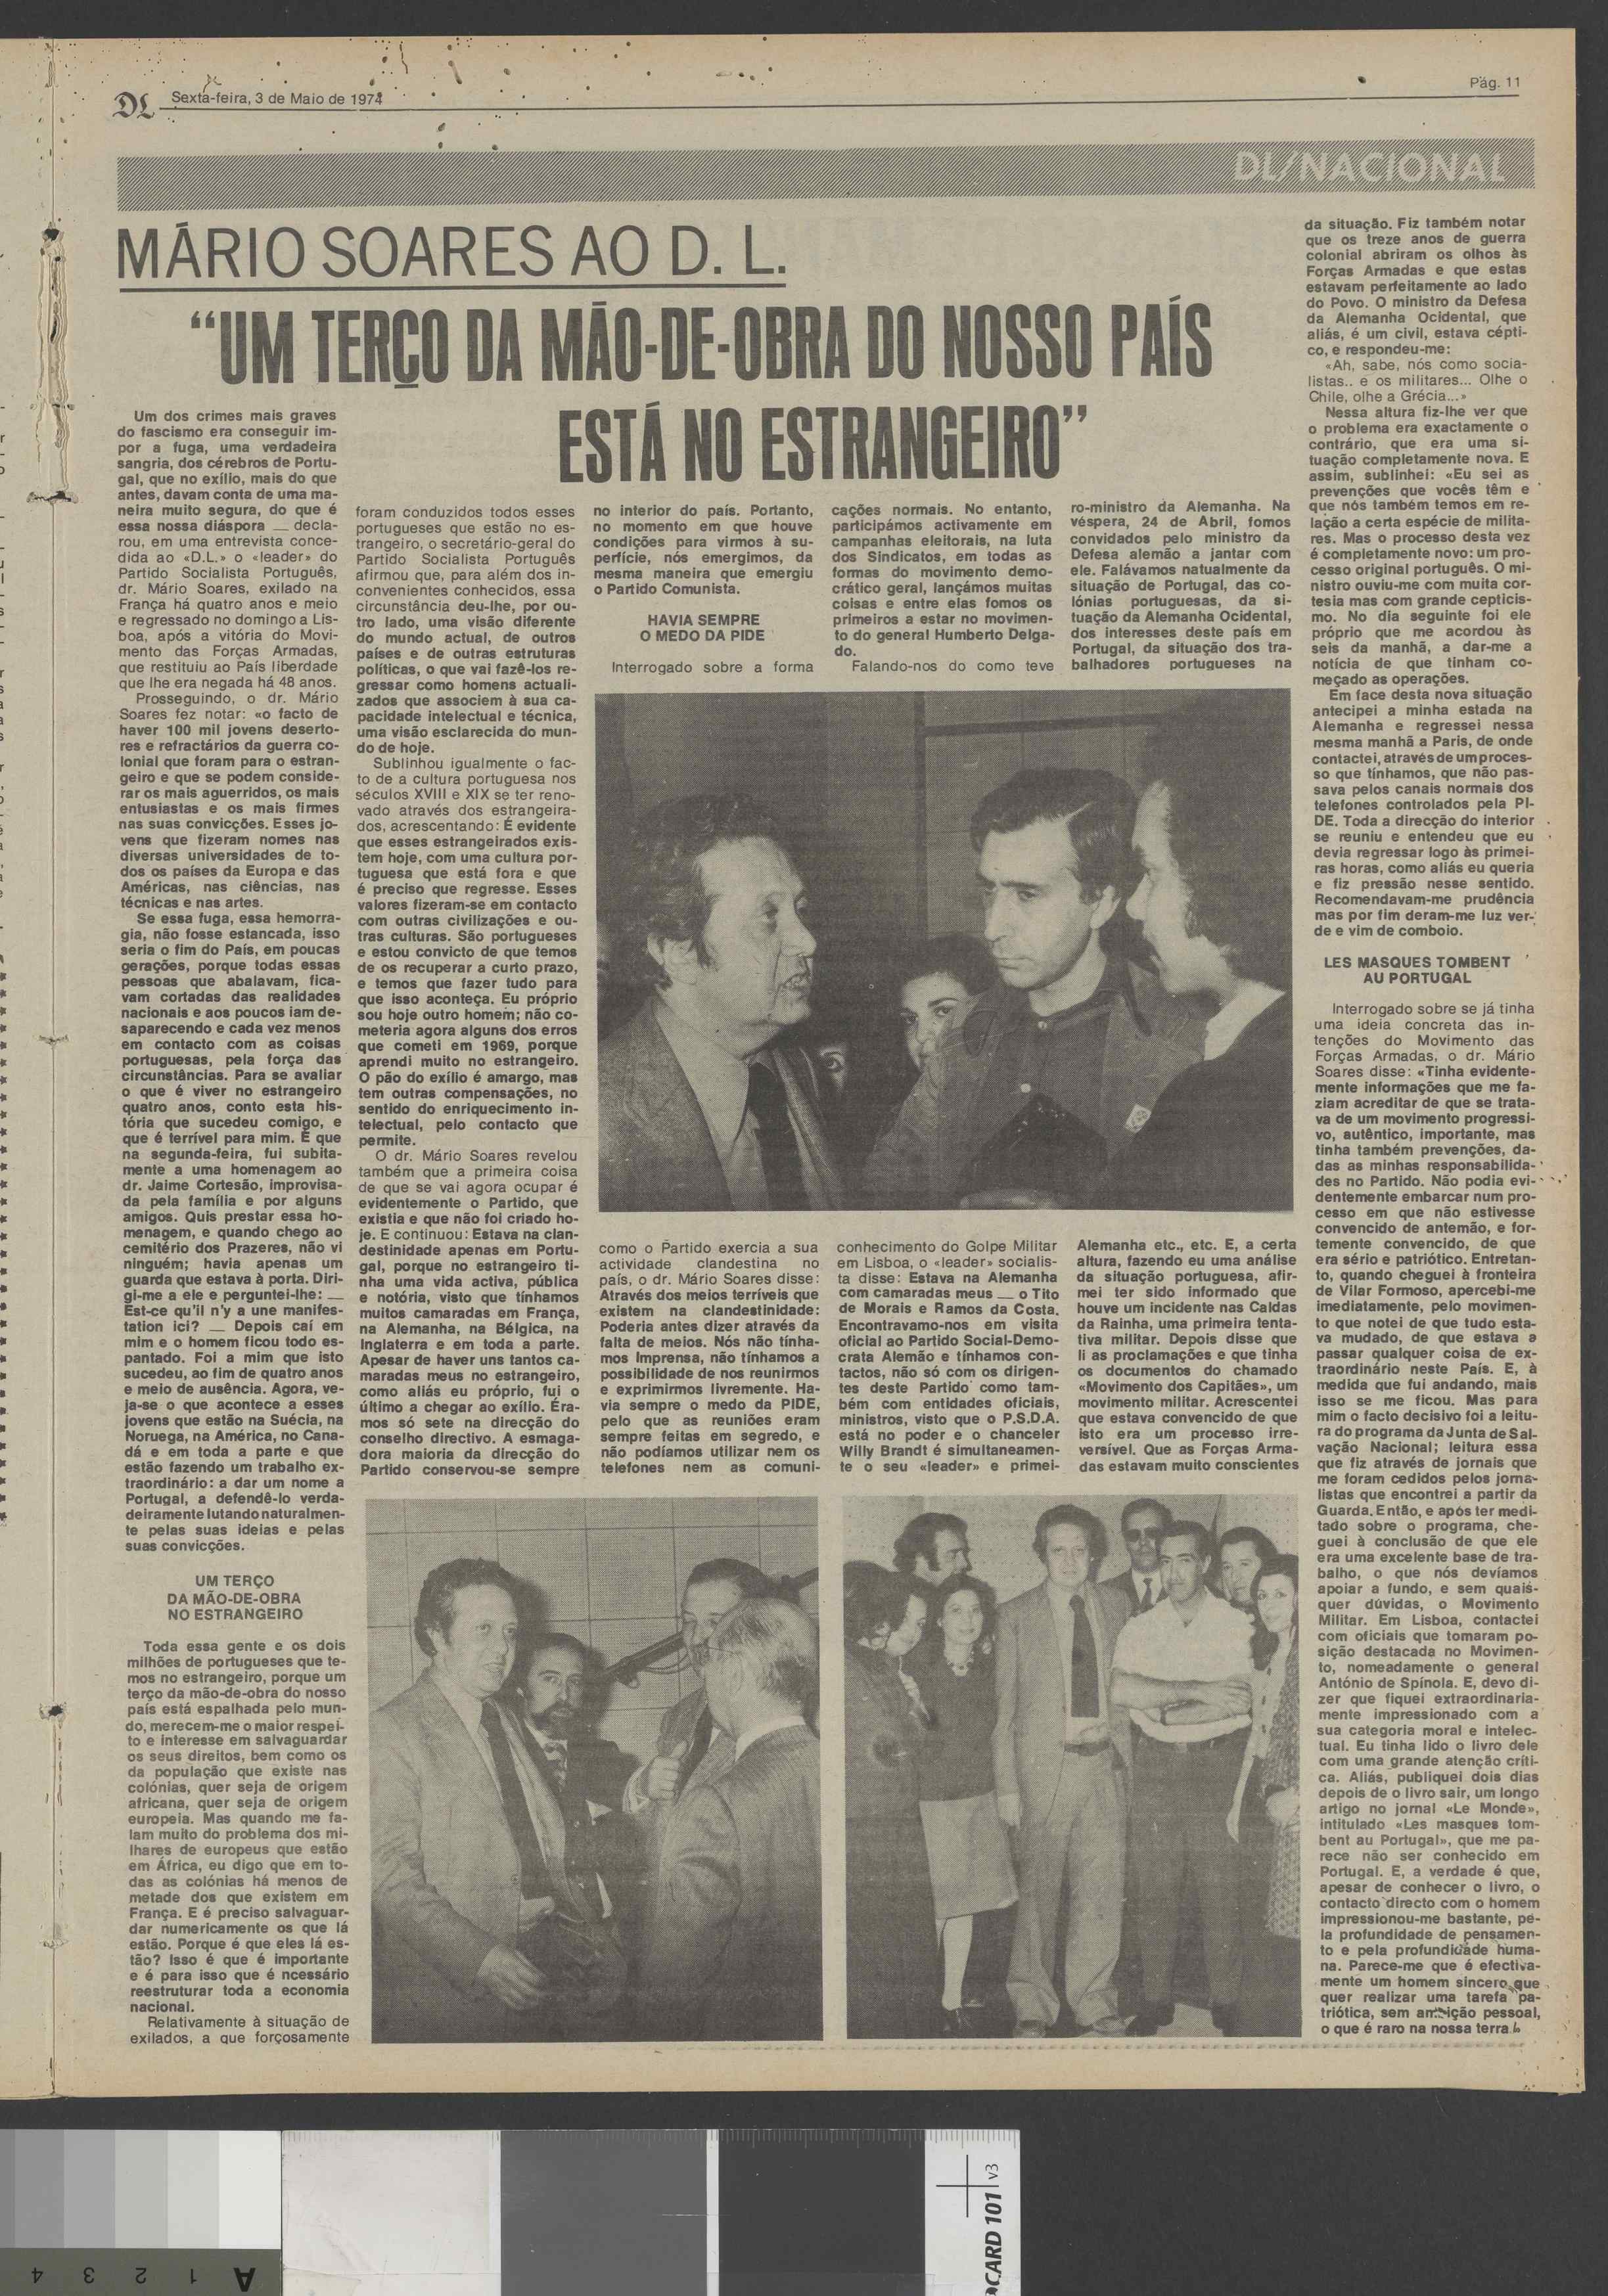 DL Sexta-feira, 3 de Maio de 1974
Pág. 11
DL/NACIONAL
MÁRIO SOARES AO D. L.
“UM TERÇO DA MÃO-DE-OBRA DO NOSSO PAÍS
ESTÁ NO ESTRANGEIRO”
Um dos crimes mais graves
do fascismo era conseguir im-
por a fuga, uma verdadeira
sangria, dos cérebros de Portu-
gal, que no exílio, mais do que
antes, davam conta de uma ma-
neira muito segura, do que é
essa nossa diáspora — decla-
rou, em uma entrevista conce-
dida ao «D.L.» o «leader» do
Partido Socialista Português,
dr. Mário Soares, exilado na
França há quatro anos e meio
e regressado no domingo a Lis-
boa, após a vitória do Movi-
mento das Forças Armadas,
que restituiu ao País liberdade
que lhe era negada há 48 anos.
Prosseguindo, o dr. Mário
Soares fez notar: «o facto de
haver 100 mil jovens deserto-
res e refractários da guerra co-
lonial que foram para o estran-
geiro e que se podem conside-
rar os mais aguerridos, os mais
entusiastas e os mais firmes
nas suas convicções. Esses jo-
vens que fizeram nomes nas
diversas universidades de to-
dos os países da Europa e das
Américas, nas ciências, nas
técnicas e nas artes.
Se essa fuga, essa hemorra-
gia, não fosse estancada, isso
seria o fim do País, em poucas
gerações, porque todas essas
pessoas que abalavam, fica-
vam cortadas das realidades
nacionais e aos poucos iam de-
saparecendo e cada vez menos
em contacto com as coisas
portuguesas, pela força das
circunstâncias. Para se avaliar
o que é viver no estrangeiro
quatro anos, conto esta his-
tória que sucedeu comigo, e
que é terrível para mim. É que
na segunda-feira, fui subita-
mente a uma homenagem ao
dr. Jaime Cortesão, improvisa-
da pela família e por alguns
amigos. Quis prestar essa ho-
menagem, e quando chego ao
cemitério dos Prazeres, não vi
ninguém; havia apenas um
guarda que estava à porta. Diri-
gi-me a ele e perguntei-lhe: —
Est-ce qu'il n'y a une manifes-
tation ici? — Depois caí em
mim e o homem ficou todo es-
pantado. Foi a mim que isto
sucedeu, ao fim de quatro anos
e meio de ausência. Agora, ve-
ja-se o que acontece a esses
jovens que estão na Suécia, na
Noruega, na América, no Cana-
dá e em toda a parte e que
estão fazendo um trabalho ex-
traordinário: a dar um nome a
Portugal, a defendê-lo verda-
deiramente lutando naturalmen-
te pelas suas ideias e pelas
suas convicções.
UM TERÇO
DA MÃO-DE-OBRA
NO ESTRANGEIRO
Toda essa gente e os dois
milhões de portugueses que te-
mos no estrangeiro, porque um
terço da mão-de-obra do nosso
país está espalhada pelo mun-
do, merecem-me o maior respei-
to e interesse em salvaguardar
os seus direitos, bem como os
da população que existe nas
colónias, quer seja de origem
africana, quer seja de origem
europeia. Mas quando me fa-
lam muito do problema dos mi-
lhares de europeus que estão
em África, eu digo que em to-
das as colónias há menos de
metade dos que existem em
França. E é preciso salvaguar-
dar numericamente os que lá
estão. Porque é que eles lá es-
tão? Isso é que é importante
e é para isso que é ncessário
reestruturar toda a economia
nacional.
Relativamente à situação de
exilados, a que forçosamente
foram conduzidos todos esses
portugueses que estão no es-
trangeiro, o secretário-geral do
Partido Socialista Português
afirmou que, para além dos in-
convenientes conhecidos, essa
circunstância deu-lhe, por ou-
tro lado, uma visão diferente
do mundo actual, de outros
países e de outras estruturas
políticas, o que vai fazê-los re-
gressar como homens actuali-
zados que associem à sua ca-
pacidade intelectual e técnica,
uma visão esclarecida do mun-
do de hoje.
Sublinhou igualmente o fac-
to de a cultura portuguesa nos
séculos XVIII e XIX se ter reno-
vado através dos estrangeira-
dos, acrescentando: É evidente
que esses estrangeirados exis-
tem hoje, com uma cultura por-
tuguesa que está fora e que
é preciso que regresse. Esses
valores fizeram-se em contacto
com outras civilizações e ou-
tras culturas. São portugueses
e estou convicto de que temos
de os recuperar a curto prazo,
e temos que fazer tudo para
que isso aconteça. Eu próprio
sou hoje outro homem; não co-
meteria agora alguns dos erros
que cometi em 1969, porque
aprendi muito no estrangeiro.
O pão do exílio é amargo, mas
tem outras compensações, no
sentido do enriquecimento in-
telectual, pelo contacto que
permite.
O dr. Mário Soares revelou
também que a primeira coisa
de que se vai agora ocupar é
evidentemente o Partido, que
existia e que não foi criado ho-
je. E continuou: Estava na clan-
destinidade apenas em Portu-
gal, porque no estrangeiro ti-
nha uma vida activa, pública
e notória, visto que tínhamos
muitos camaradas em França,
na Alemanha, na Bélgica, na
Inglaterra e em toda a parte.
Apesar de haver uns tantos ca-
maradas meus no estrangeiro,
como aliás eu próprio, fui o
último a chegar ao exílio. Éra-
mos só sete na direcção do
conselho directivo. A esmaga-
dora maioria da direcção do
Partido conservou-se sempre
no interior do país. Portanto,
no momento em que houve
condições para virmos à su-
perfície, nós emergimos, da
mesma maneira que emergiu
o Partido Comunista.
HAVIA SEMPRE
O MEDO DA PIDE
Interrogado sobre a forma
como o Partido exercia a sua
actividade clandestina no
país, o dr. Mário Soares disse:
Através dos meios terríveis que
existem na clandestinidade:
Poderia antes dizer através da
falta de meios. Nós não tínha-
mos Imprensa, não tínhamos a
possibilidade de nos reunirmos
e exprimirmos livremente. Ha-
via sempre o medo da PIDE,
pelo que as reuniões eram
sempre feitas em segredo, e
não podíamos utilizar nem os
telefones nem as comuni-
cações normais. No entanto,
participámos activamente em
campanhas eleitorais, na luta
dos Sindicatos, em todas as
formas do movimento demo-
crático geral, lançámos muitas
coisas e entre elas fomos os
primeiros a estar no movimen-
to do general Humberto Delga-
do.
Falando-nos do como teve
conhecimento do Golpe Militar
em Lisboa, o «leader» socialis-
ta disse: Estava na Alemanha
com camaradas meus — o Tito
de Morais e Ramos da Costa.
Encontravamo-nos em visita
oficial ao Partido Social-Demo-
crata Alemão e tínhamos con-
tactos, não só com os dirigen-
tes deste Partido como tam-
bém com entidades oficiais,
ministros, visto que o P.S.D.A.
está no poder e o chanceler
Willy Brandt é simultaneamen-
te o seu «leader» e primei-
ro-ministro da Alemanha. Na
véspera, 24 de Abril, fomos
convidados pelo ministro da
Defesa alemão a jantar com
ele. Falávamos natualmente da
situação de Portugal, das co-
lónias portuguesas, da si-
tuação da Alemanha Ocidental,
dos interesses deste país em
Portugal, da situação dos tra-
balhadores portugueses na
Alemanha etc., etc. E, a certa
altura, fazendo eu uma análise
da situação portuguesa, afir-
mei ter sido informado que
houve um incidente nas Caldas
da Rainha, uma primeira tenta-
tiva militar. Depois disse que
li as proclamações e que tinha
os documentos do chamado
«Movimento dos Capitães», um
movimento militar. Acrescentei
que estava convencido de que
isto era um processo irre-
versível. Que as Forças Arma-
das estavam muito conscientes
da situação. Fiz também notar
que os treze anos de guerra
colonial abriram os olhos às
Forças Armadas e que estas
estavam perfeitamente ao lado
do Povo. O ministro da Defesa
da Alemanha Ocidental, que
aliás, é um civil, estava cépti-
co, e respondeu-me:
«Ah, sabe, nós como socia-
listas.. e os militares... Olhe o
Chile, olhe a Grécia...»
Nessa altura fiz-lhe ver que
o problema era exactamente o
contrário, que era uma si-
tuação completamente nova. E
assim, sublinhei: «Eu sei as
prevenções que vocês têm e
que nós também temos em re-
lação a certa espécie de milita-
res. Mas o processo desta vez
é completamente novo: um pro-
cesso original português. O mi-
nistro ouviu-me com muita cor-
tesia mas com grande cepticis-
mo. No dia seguinte foi ele
próprio que me acordou às
seis da manhã, a dar-me a
notícia de que tinham co-
meçado as operações.
Em face desta nova situação
antecipei a minha estada na
Alemanha e regressei nessa
mesma manhã a Paris, de onde
contactei, através de um proces-
so que tínhamos, que não pas-
sava pelos canais normais dos
telefones controlados pela PI-
DE. Toda a direcção do interior
se reuniu e entendeu que eu
devia regressar logo às primei-
ras horas, como aliás eu queria
e fiz pressão nesse sentido.
Recomendavam-me prudência
mas por fim deram-me luz ver-
de e vim de comboio.
LES MASQUES TOMBENT
AU PORTUGAL
Interrogado sobre se já tinha
uma ideia concreta das in-
tenções do Movimento das
Forças Armadas, o dr. Mário
Soares disse: «Tinha evidente-
mente informações que me fa-
ziam acreditar de que se trata-
va de um movimento progressi-
vo, autêntico, importante, mas
tinha também prevenções, da-
das as minhas responsabilida-
des no Partido. Não podia evi-
dentemente embarcar num pro-
cesso em que não estivesse
convencido de antemão, e for-
temente convencido, de que
era sério e patriótico. Entretan-
to, quando cheguei à fronteira
de Vilar Formoso, apercebi-me
imediatamente, pelo movimen-
to que notei de que tudo esta-
va mudado, de que estava a
passar qualquer coisa de ex-
traordinário neste País. E, à
medida que fui andando, mais
isso se me ficou. Mas para
mim o facto decisivo foi a leitu-
ra do programa da Junta de Sal-
vação Nacional; leitura essa
que fiz através de jornais que
me foram cedidos pelos jorna-
listas que encontrei a partir da
Guarda. Então, e após ter medi-
tado sobre o programa, che-
guei à conclusão de que ele
era uma excelente base de tra-
balho, o que nós devíamos
apoiar a fundo, e sem quais-
quer dúvidas, o Movimento
Militar. Em Lisboa, contactei
com oficiais que tomaram po-
sição destacada no Movimen-
to, nomeadamente o general
António de Spínola. E, devo di-
zer que fiquei extraordinaria-
mente impressionado com a
sua categoria moral e intelec-
tual. Eu tinha lido o livro dele
com uma grande atenção críti-
ca. Aliás, publiquei dois dias
depois de o livro sair, um longo
artigo no jornal «Le Monde»,
intitulado «Les masques tom-
bent au Portugal», que me pa-
rece não ser conhecido em
Portugal. E, a verdade é que,
apesar de conhecer o livro, o
contacto directo com o homem
impressionou-me bastante, pe-
la profundidade de pensamen-
to e pela profundidade huma-
na. Parece-me que é efectiva-
mente um homem sincero que
quer realizar uma tarefa pa-
triótica, sem ambição pessoal,
o que é raro na nossa terra.
CARD 101 v3
A 1 2 3 4